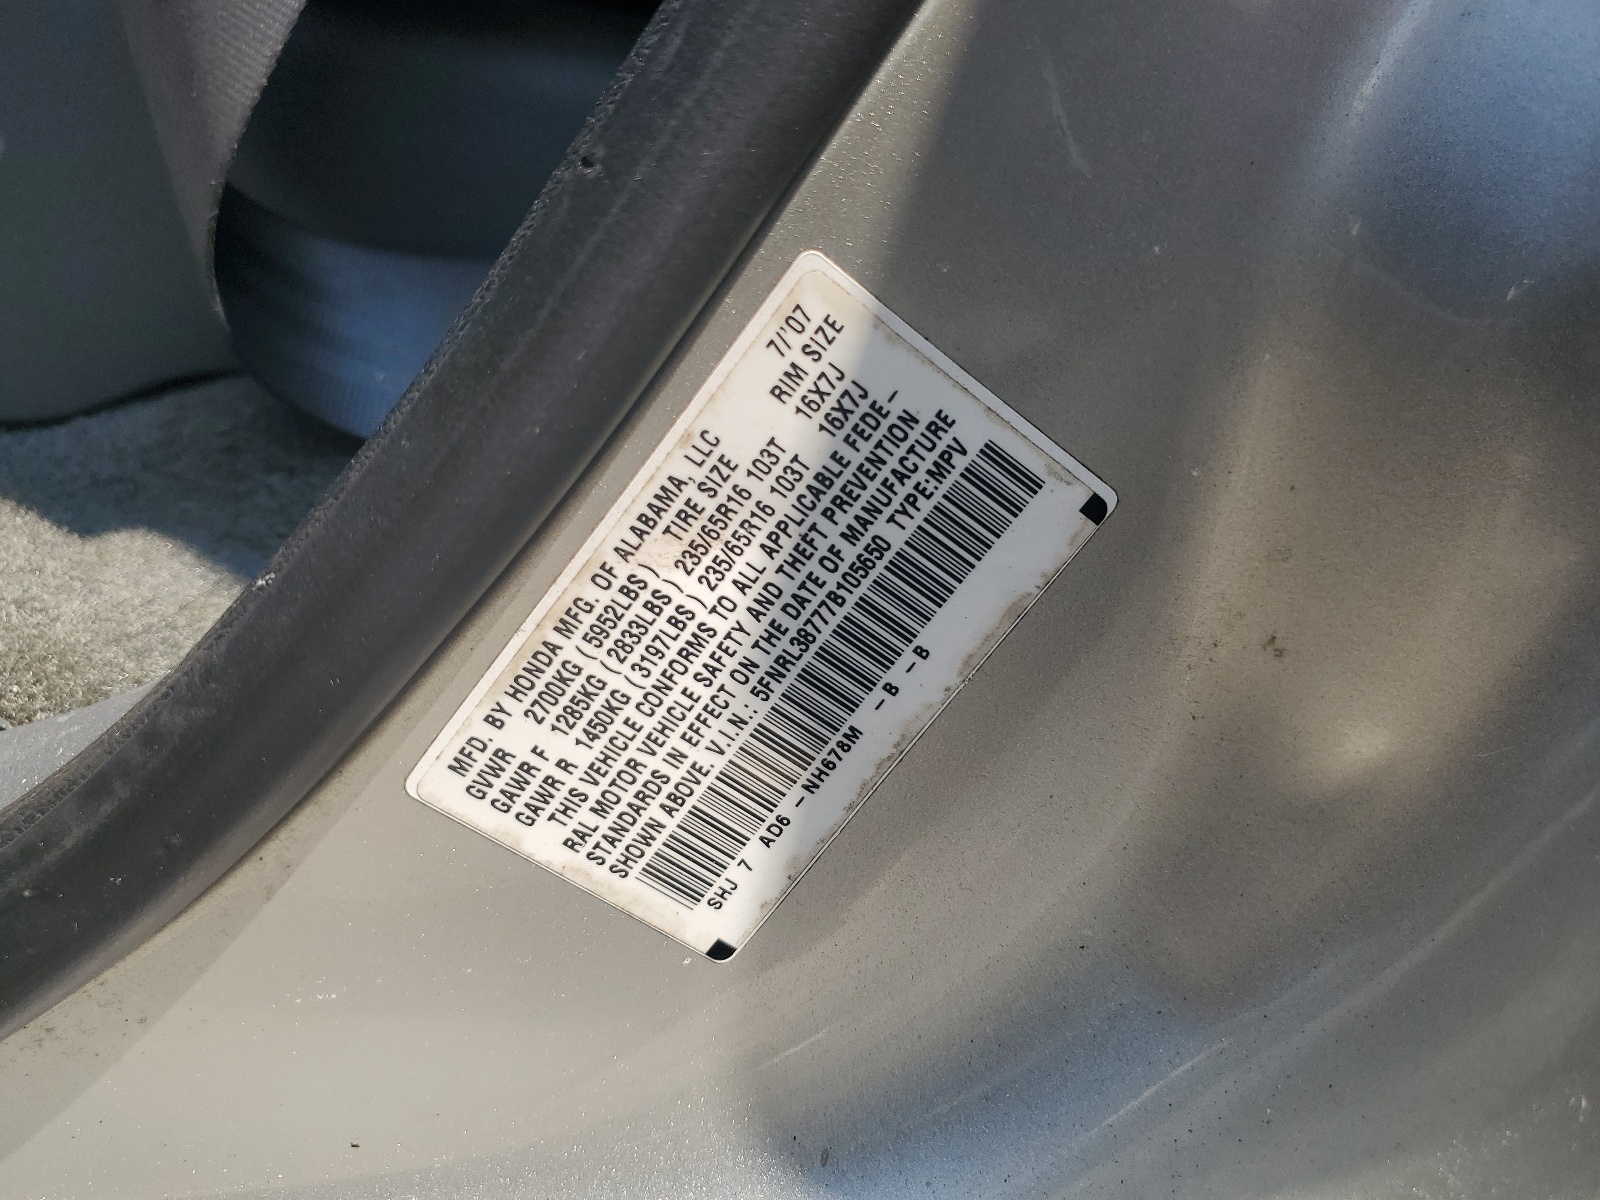 MFD. BY HONDA MFG. OF ALABAMA, LLC 7/'07
GVWR 2700KG (5952LBS) TIRE SIZE RIM SIZE
GAWR F 1285KG (2833LBS) 235/65R16 103T 16X7J
GAWR R 1450KG (3197LBS) 235/65R16 103T 16X7J
THIS VEHICLE CONFORMS TO ALL APPLICABLE FEDE-
RAL MOTOR VEHICLE SAFETY AND THEFT PREVENTION
STANDARDS IN EFFECT ON THE DATE OF MANUFACTURE
SHOWN ABOVE. V.I.N.: 5FNRL38777B105650 TYPE:MPV
SHJ 7 AD6 - NH678M - B - B